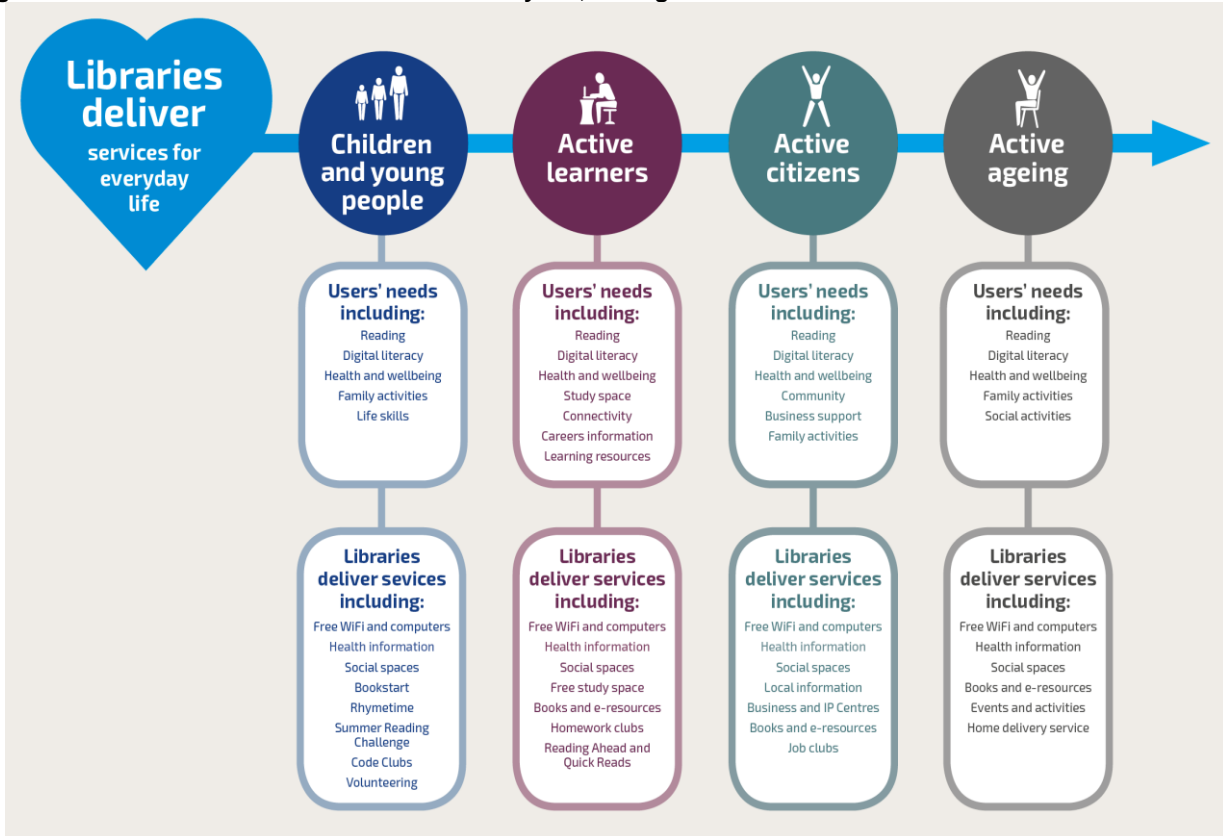 Libraries
deliver
services for
everyday
life
Children
and young
people
Active
learners
Active
citizens
Active
ageing
Users' needs
including:
Reading
Digital literacy
Health and wellbeing
Family activities
Life skills
Users' needs
including:
Reading
Digital literacy
Health and wellbeing
Study space
Connectivity
Careers information
Learning resources
Users' needs
including:
Reading
Digital literacy
Health and wellbeing
Community
Business support
Family activities
Users' needs
including:
Reading
Digital literacy
Health and wellbeing
Family activities
Social activities
Libraries
deliver sevices
including:
Free WiFi and computers
Health information
Social spaces
Bookstart
Rhymetime
Summer Reading
Challenge
Code Clubs
Volunteering
Libraries
deliver services
including:
Free WiFi and computers
Health information
Social spaces
Free study space
Books and e-resources
Homework clubs
Reading Ahead and
Quick Reads
Libraries
deliver services
including:
Free WiFi and computers
Health information
Social spaces
Local information
Business and IP Centres
Books and e-resources
Job clubs
Libraries
deliver services
including:
Free WiFi and computers
Health information
Social spaces
Books and e-resources
Events and activities
Home delivery service